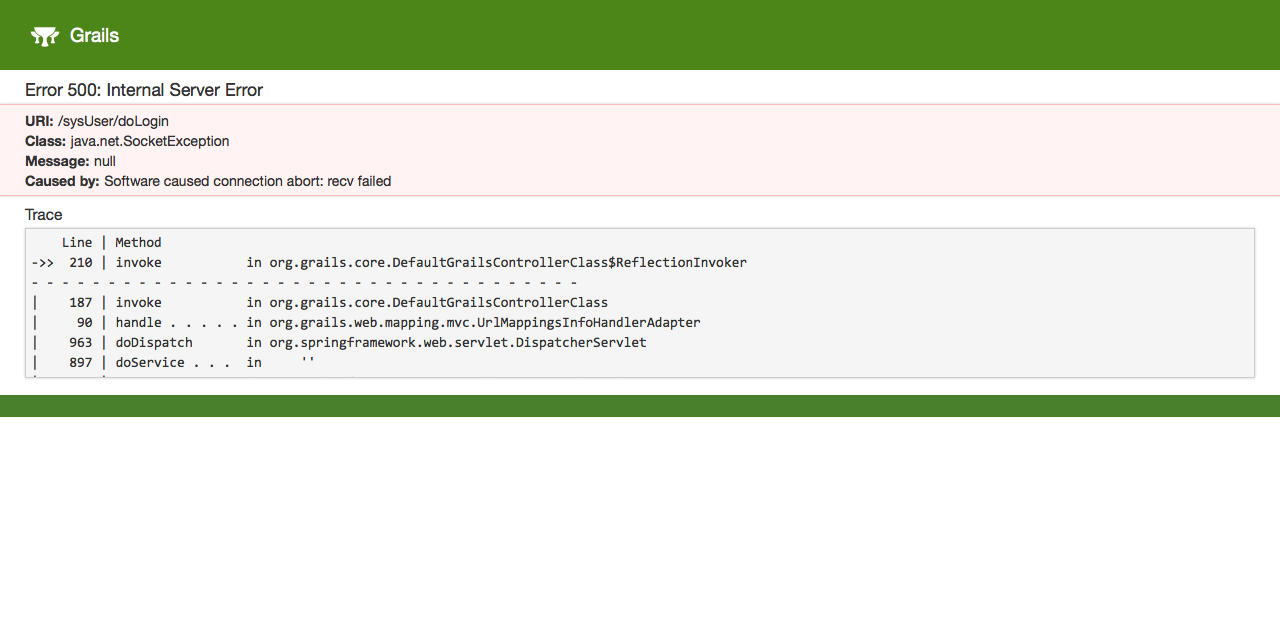 Grails
Error 500: Internal Server Error
URI: /sysUser/doLogin
Class: java.net.SocketException
Message: null
Caused by: Software caused connection abort: recv failed
Trace
    Line | Method
->>  210 | invoke           in org.grails.core.DefaultGrailsControllerClass$ReflectionInvoker
- - - - - - - - - - - - - - - - - - - - - - - - - - - - - - - - - - - -
|    187 | invoke           in org.grails.core.DefaultGrailsControllerClass
|     90 | handle . . . . . in org.grails.web.mapping.mvc.UrlMappingsInfoHandlerAdapter
|    963 | doDispatch       in org.springframework.web.servlet.DispatcherServlet
|    897 | doService . . .  in     ''